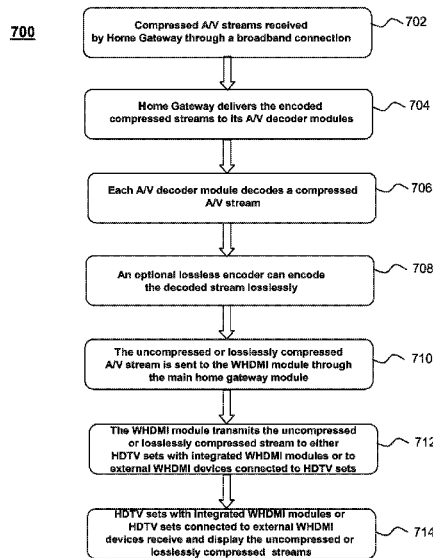 700
Compressed A/V streams received
by Home Gateway through a broadband connection
702
Home Gateway delivers the encoded
compressed streams to its A/V decoder modules
704
Each A/V decoder module decodes a compressed
A/V stream
706
An optional lossless encoder can encode
the decoded stream losslessly
708
The uncompressed or losslessly compressed
A/V stream is sent to the WHDMI module through
the main home gateway module
710
The WHDMI module transmits the uncompressed
or losslessly compressed stream to either
HDTV sets with integrated WHDMI modules or to
external WHDMI devices connected to HDTV sets
712
HDTV sets with integrated WHDMI modules or
HDTV sets connected to external WHDMI
devices receive and display the uncompressed or
losslessly compressed streams
714